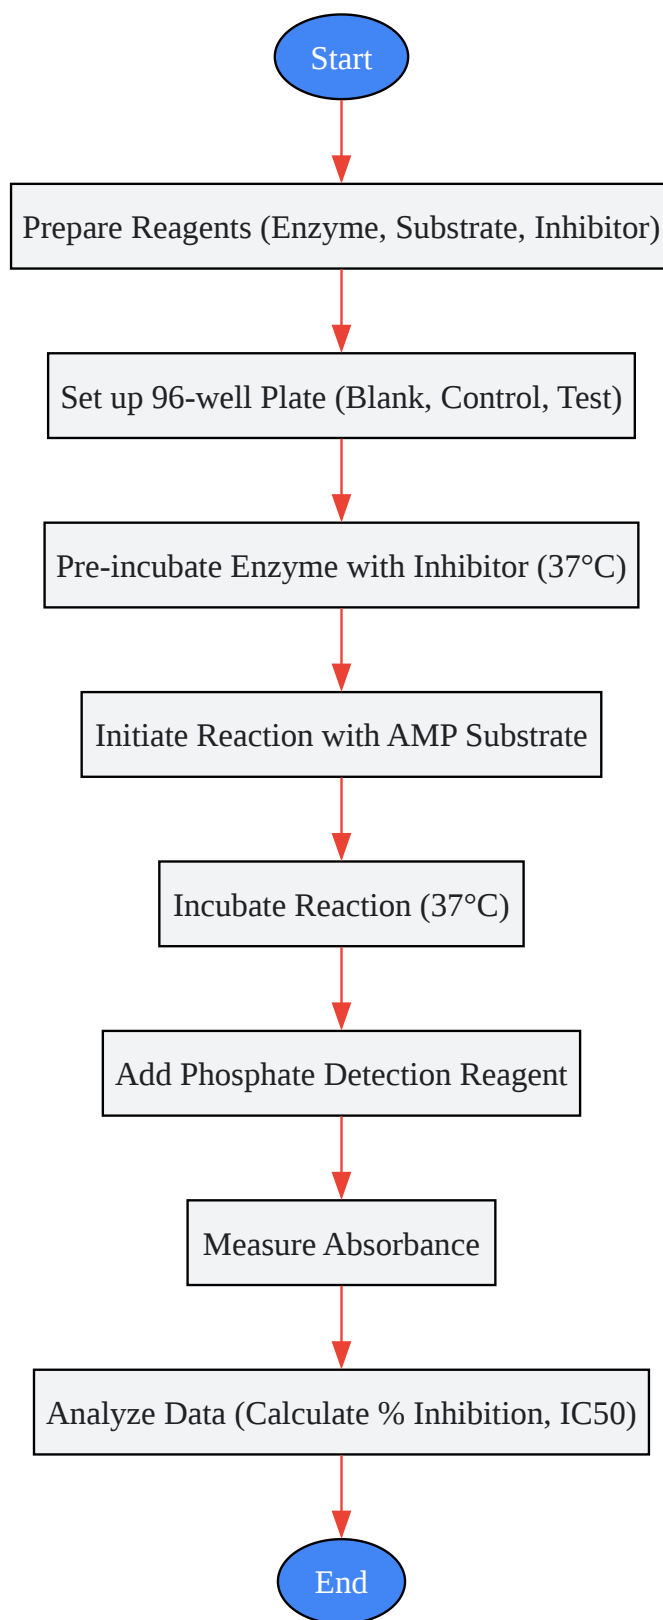 Start
Prepare Reagents (Enzyme, Substrate, Inhibitor)
Set up 96-well Plate (Blank, Control, Test)
Pre-incubate Enzyme with Inhibitor (37°C)
Initiate Reaction with AMP Substrate
Incubate Reaction (37°C)
Add Phosphate Detection Reagent
Measure Absorbance
Analyze Data (Calculate % Inhibition, IC50)
End